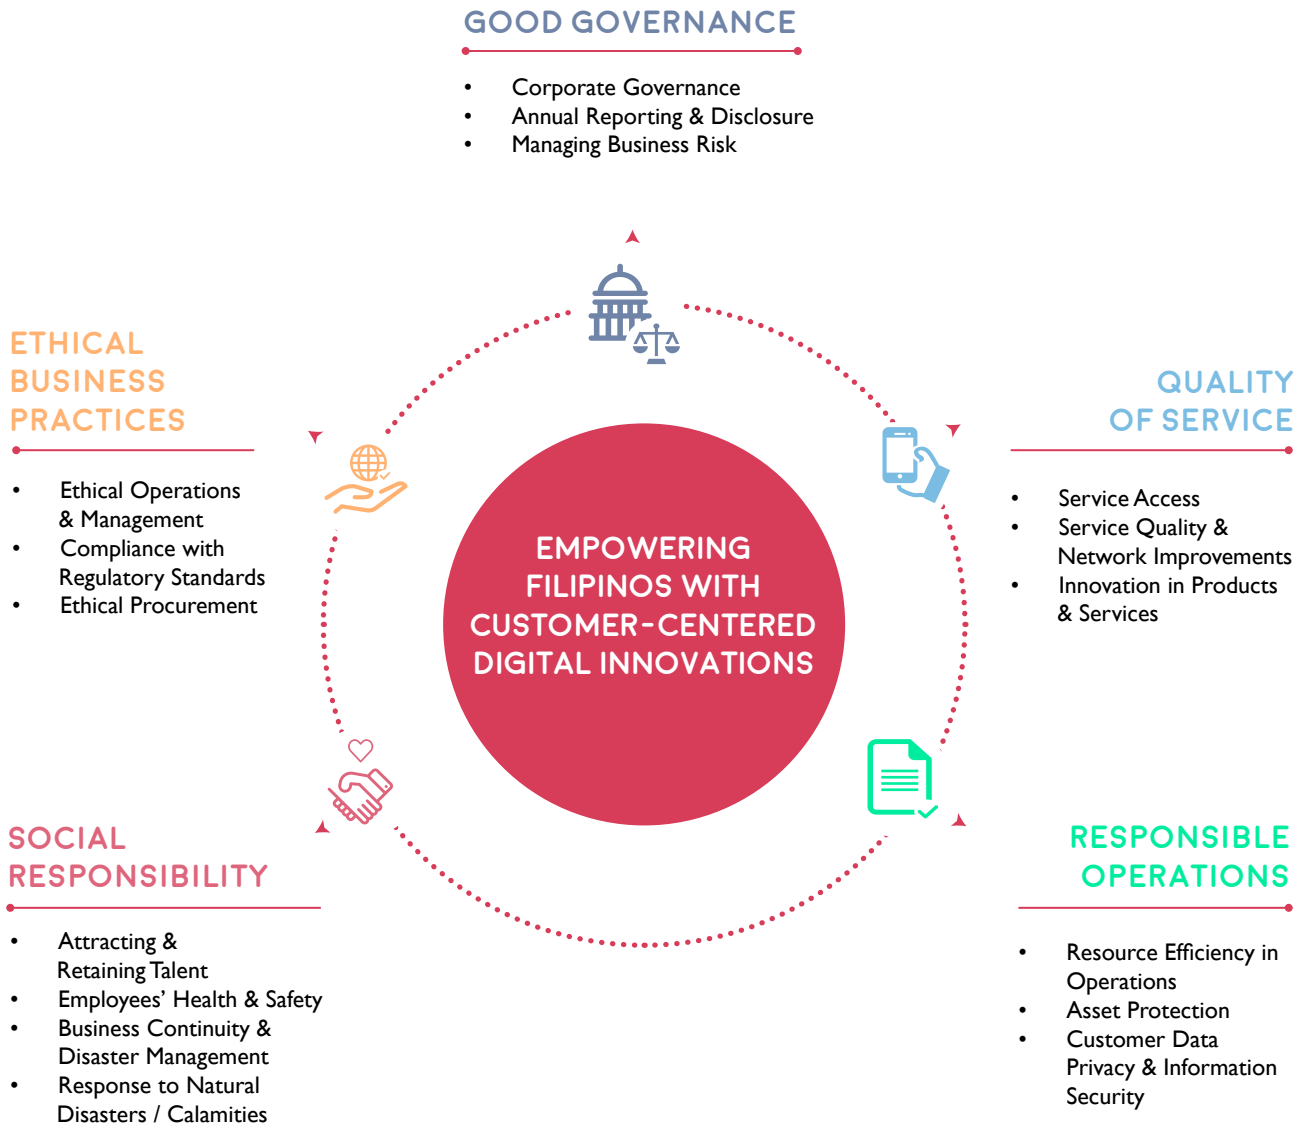 GOOD GOVERNANCE
• Corporate Governance
• Annual Reporting & Disclosure
• Managing Business Risk
ETHICAL
BUSINESS
PRACTICES
• Ethical Operations
& Management
• Compliance with
Regulatory Standards
• Ethical Procurement
QUALITY
OF SERVICE
• Service Access
• Service Quality &
Network Improvements
• Innovation in Products
& Services
EMPOWERING
FILIPINOS WITH
CUSTOMER-CENTERED
DIGITAL INNOVATIONS
SOCIAL
RESPONSIBILITY
• Attracting &
Retaining Talent
• Employees’ Health & Safety
• Business Continuity &
Disaster Management
• Response to Natural
Disasters / Calamities
RESPONSIBLE
OPERATIONS
• Resource Efficiency in
Operations
• Asset Protection
• Customer Data
Privacy & Information
Security